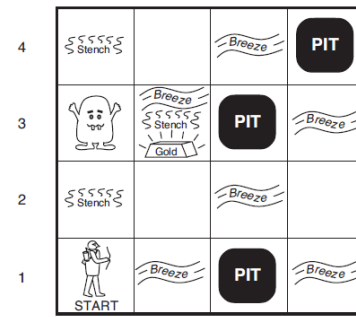 4 Stench Breeze PIT
Breeze
3 Stench PIT Breeze
Gold
2 Stench Breeze
1 Breeze PIT Breeze
START